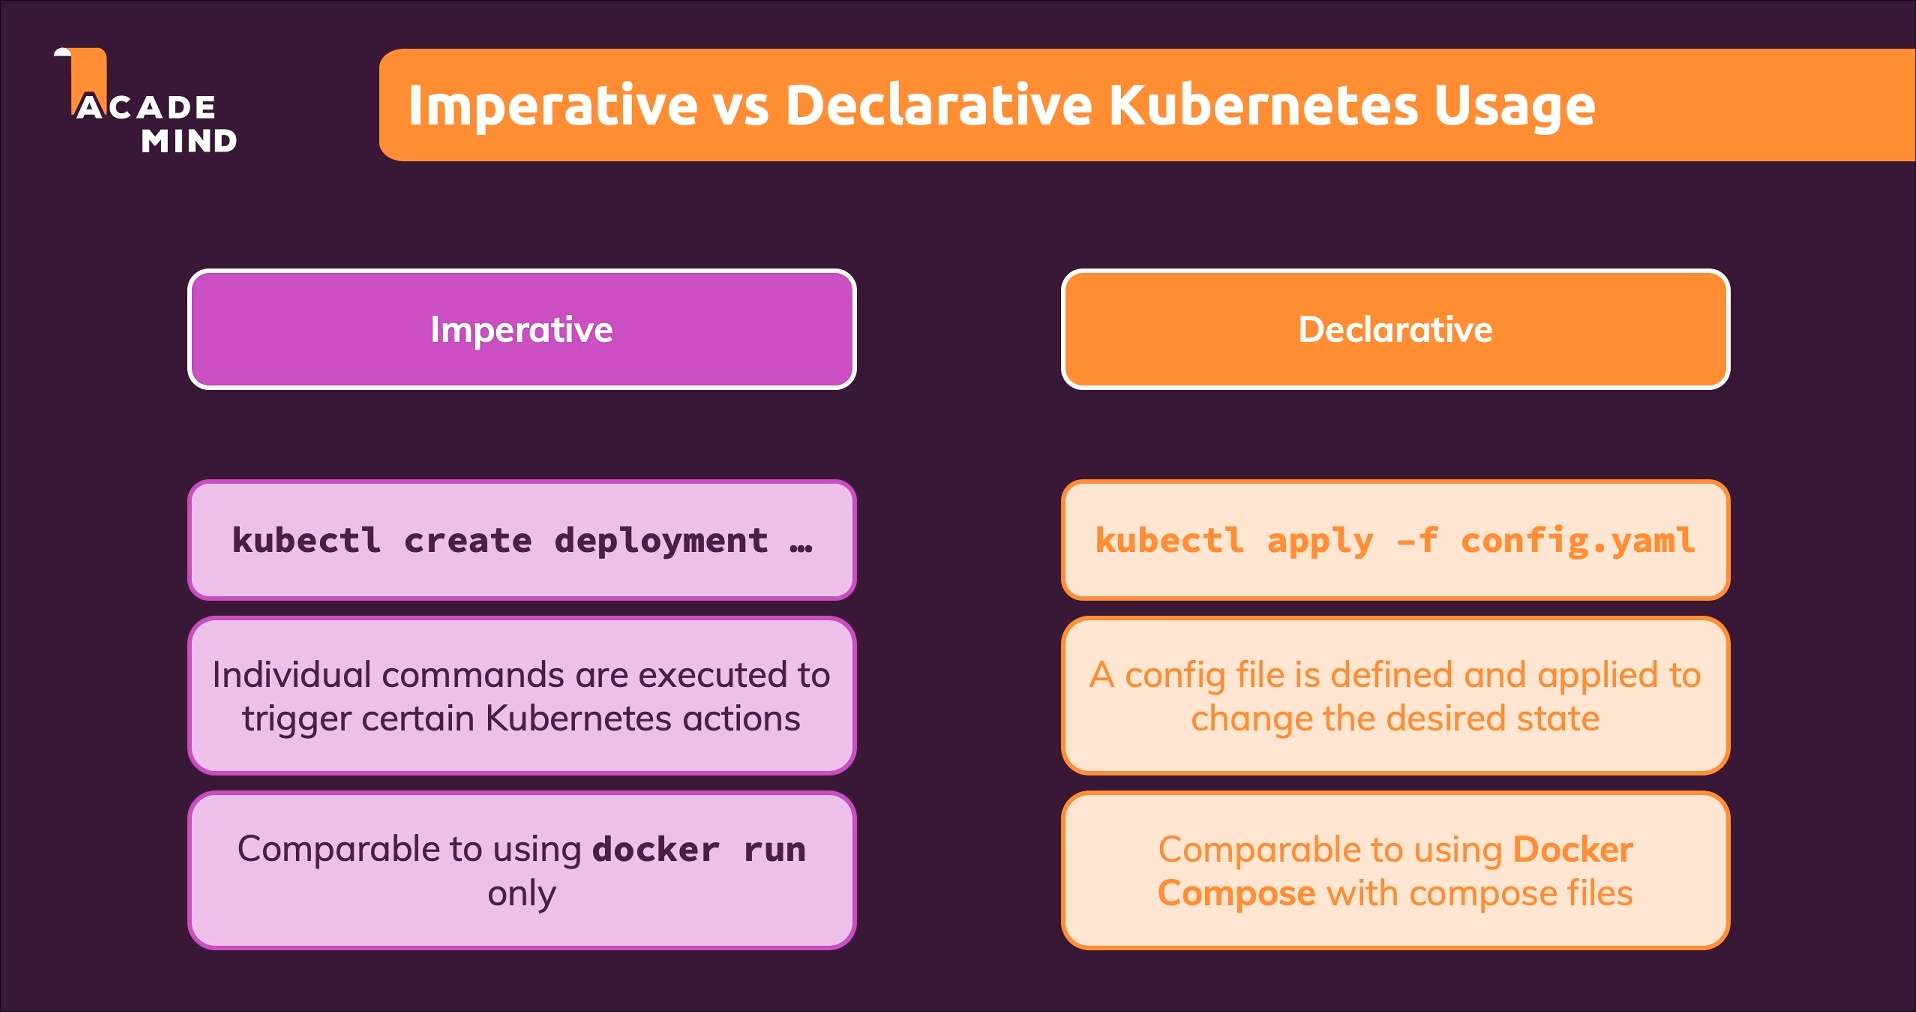 ACADE
MIND
Imperative vs Declarative Kubernetes Usage
Imperative
kubectl create deployment …
Individual commands are executed to
trigger certain Kubernetes actions
Comparable to using docker run
only
Declarative
kubectl apply –f config.yaml
A config file is defined and applied to
change the desired state
Comparable to using Docker
Compose with compose files